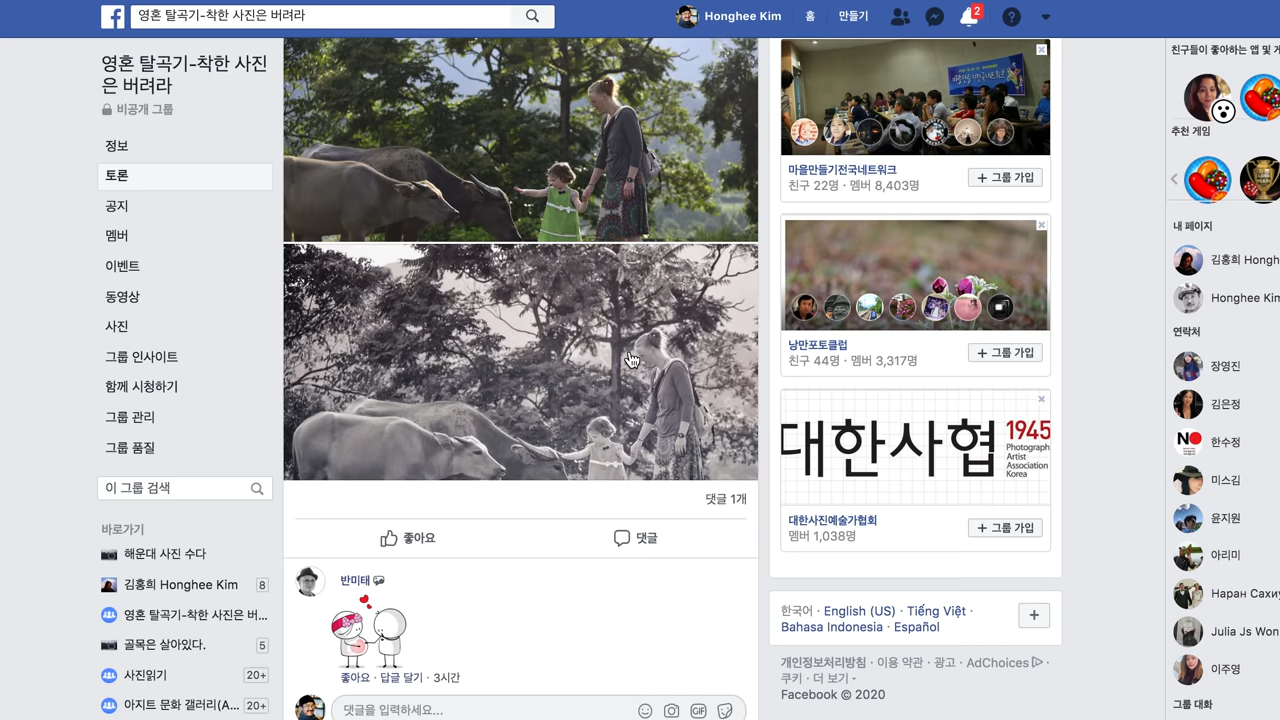 영혼 탈곡기-착한 사진은 버려라
Honghee Kim
홈
만들기
2
영혼 탈곡기-착한 사진
은 버려라
비공개 그룹
정보
토론
공지
멤버
이벤트
동영상
사진
그룹 인사이트
함께 시청하기
그룹 관리
그룹 품질
이 그룹 검색
바로가기
해운대 사진 수다
김홍희 Honghee Kim 8
영혼 탈곡기-착한 사진은 버...
골목은 살아있다. 5
사진읽기 20+
아지트 문화 갤러리(A... 20+
댓글 1개
좋아요
댓글
반미태
좋아요 · 답글 달기 · 3시간
댓글을 입력하세요...
GIF
마을만들기전국네트워크
친구 22명 · 멤버 8,403명
+ 그룹 가입
낭만포토클럽
친구 44명 · 멤버 3,317명
+ 그룹 가입
대한사협
1945
Photograph
Artist
Association
Korea
대한사진예술가협회
멤버 1,038명
+ 그룹 가입
한국어 · English (US) · Tiếng Việt ·
Bahasa Indonesia · Español
개인정보처리방침 · 이용 약관 · 광고 · AdChoices ·
쿠키 · 더 보기
Facebook © 2020
친구들이 좋아하는 앱 및 게
추천 게임
내 페이지
김홍희 Hongh
Honghee Kim
연락처
장영진
김은정
NO
한수정
미스김
윤지원
아리미
Наран Сахиу
Julia Js Won
이주영
그룹 대화